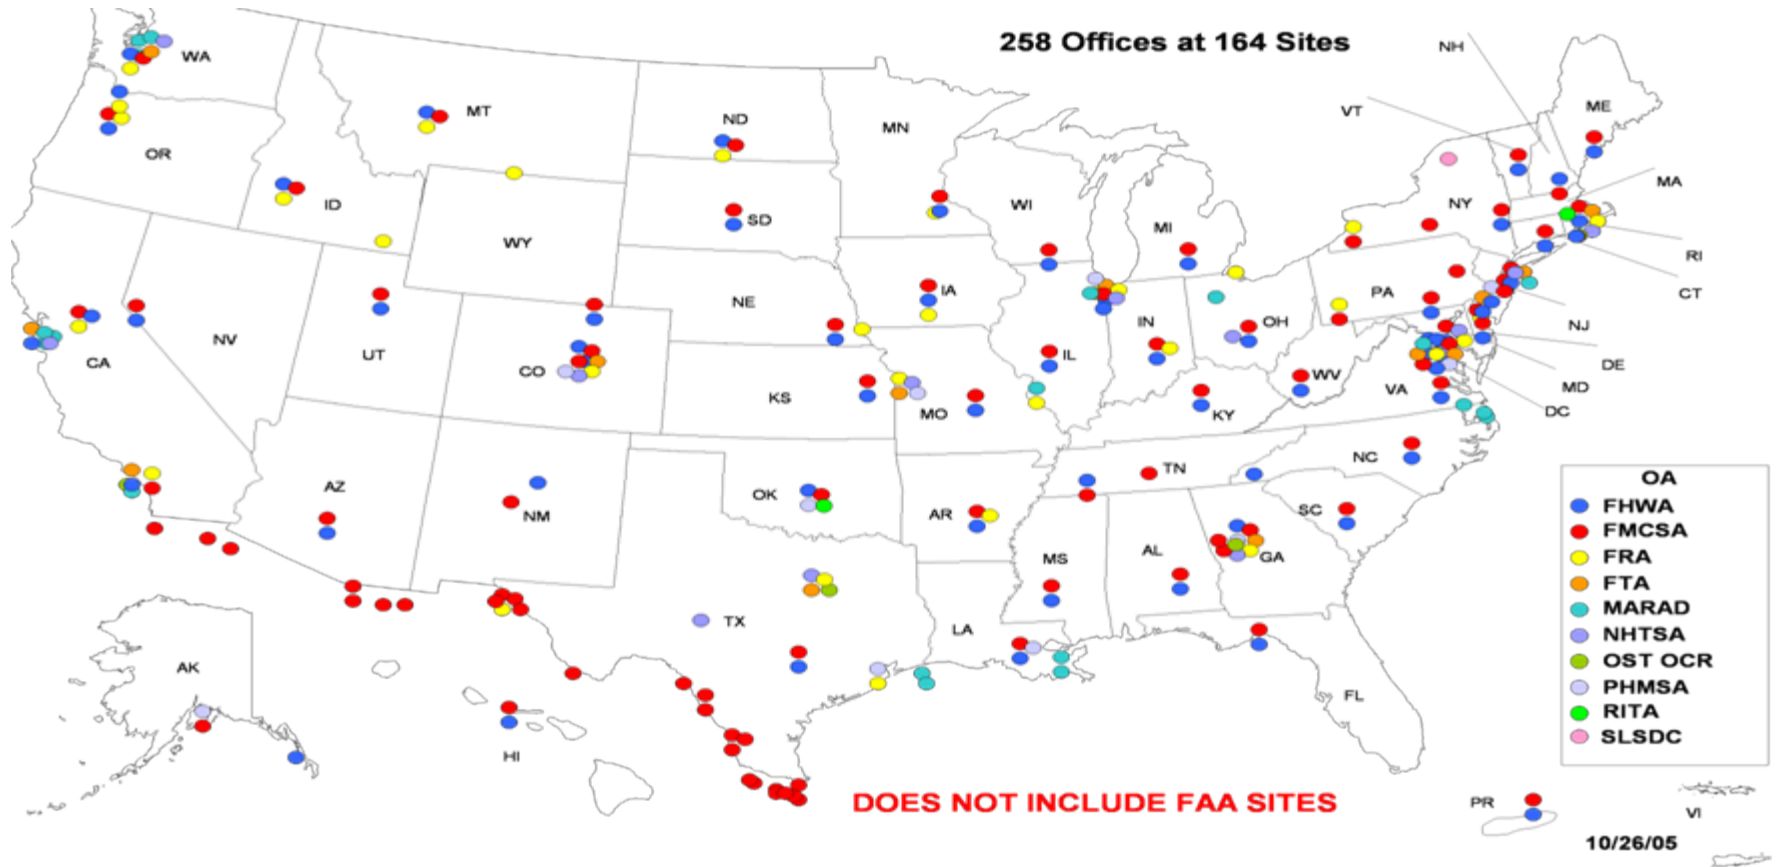 258 Offices at 164 Sites
NH
WA
MT
ND
MN
VT
ME
OR
ID
SD
WI
MI
NY
MA
WY
RI
NE
IA
PA
CT
NV
UT
CO
IL
IN
OH
NJ
CA
KS
MO
KY
WV
VA
DE
MD
DC
AZ
NM
OK
AR
TN
NC
SC
MS
AL
GA
TX
LA
FL
AK
HI
OA
FHWA
FMCSA
FRA
FTA
MARAD
NHTSA
OST OCR
PHMSA
RITA
SLSDC
DOES NOT INCLUDE FAA SITES
PR
VI
10/26/05